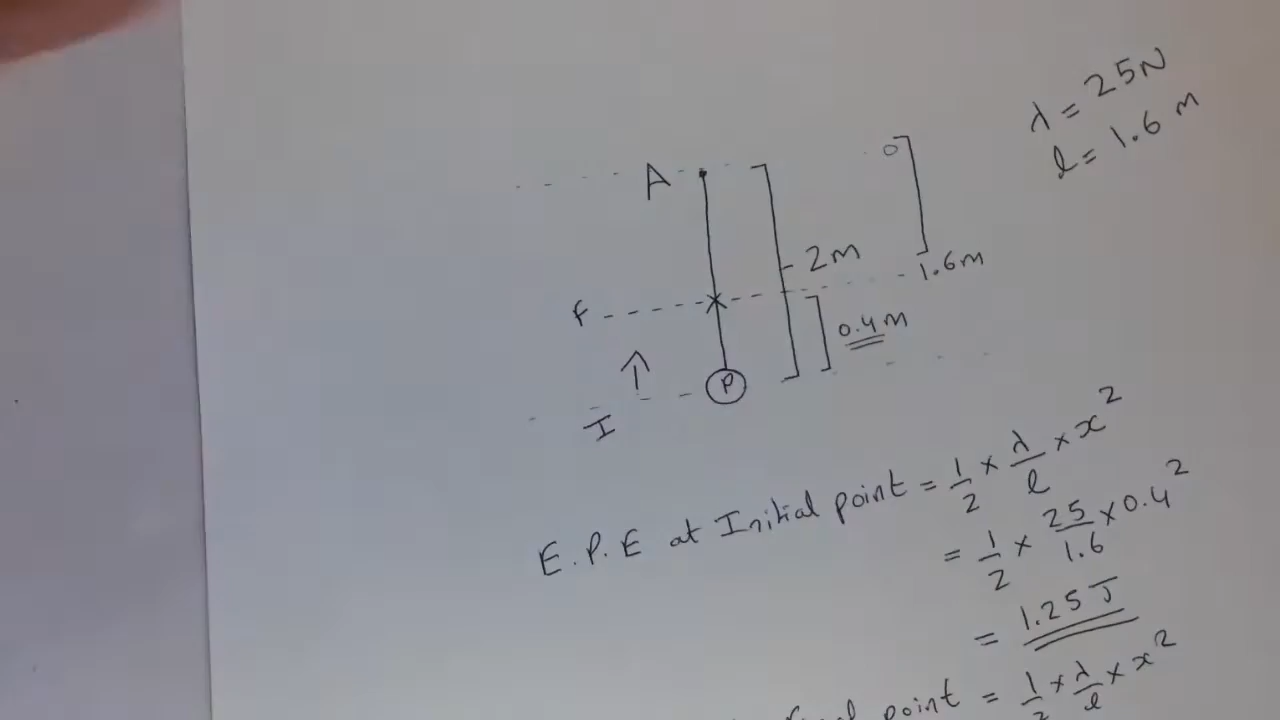 λ = 25N
l = 1.6 m
A
0
2m
1.6m
F
0.4m
P
I
E.P.E at Initial point = 1/2 × λ/l × x²
= 1/2 × 25/1.6 × 0.4²
= 1.25 J
point = 1/2 × λ/l × x²